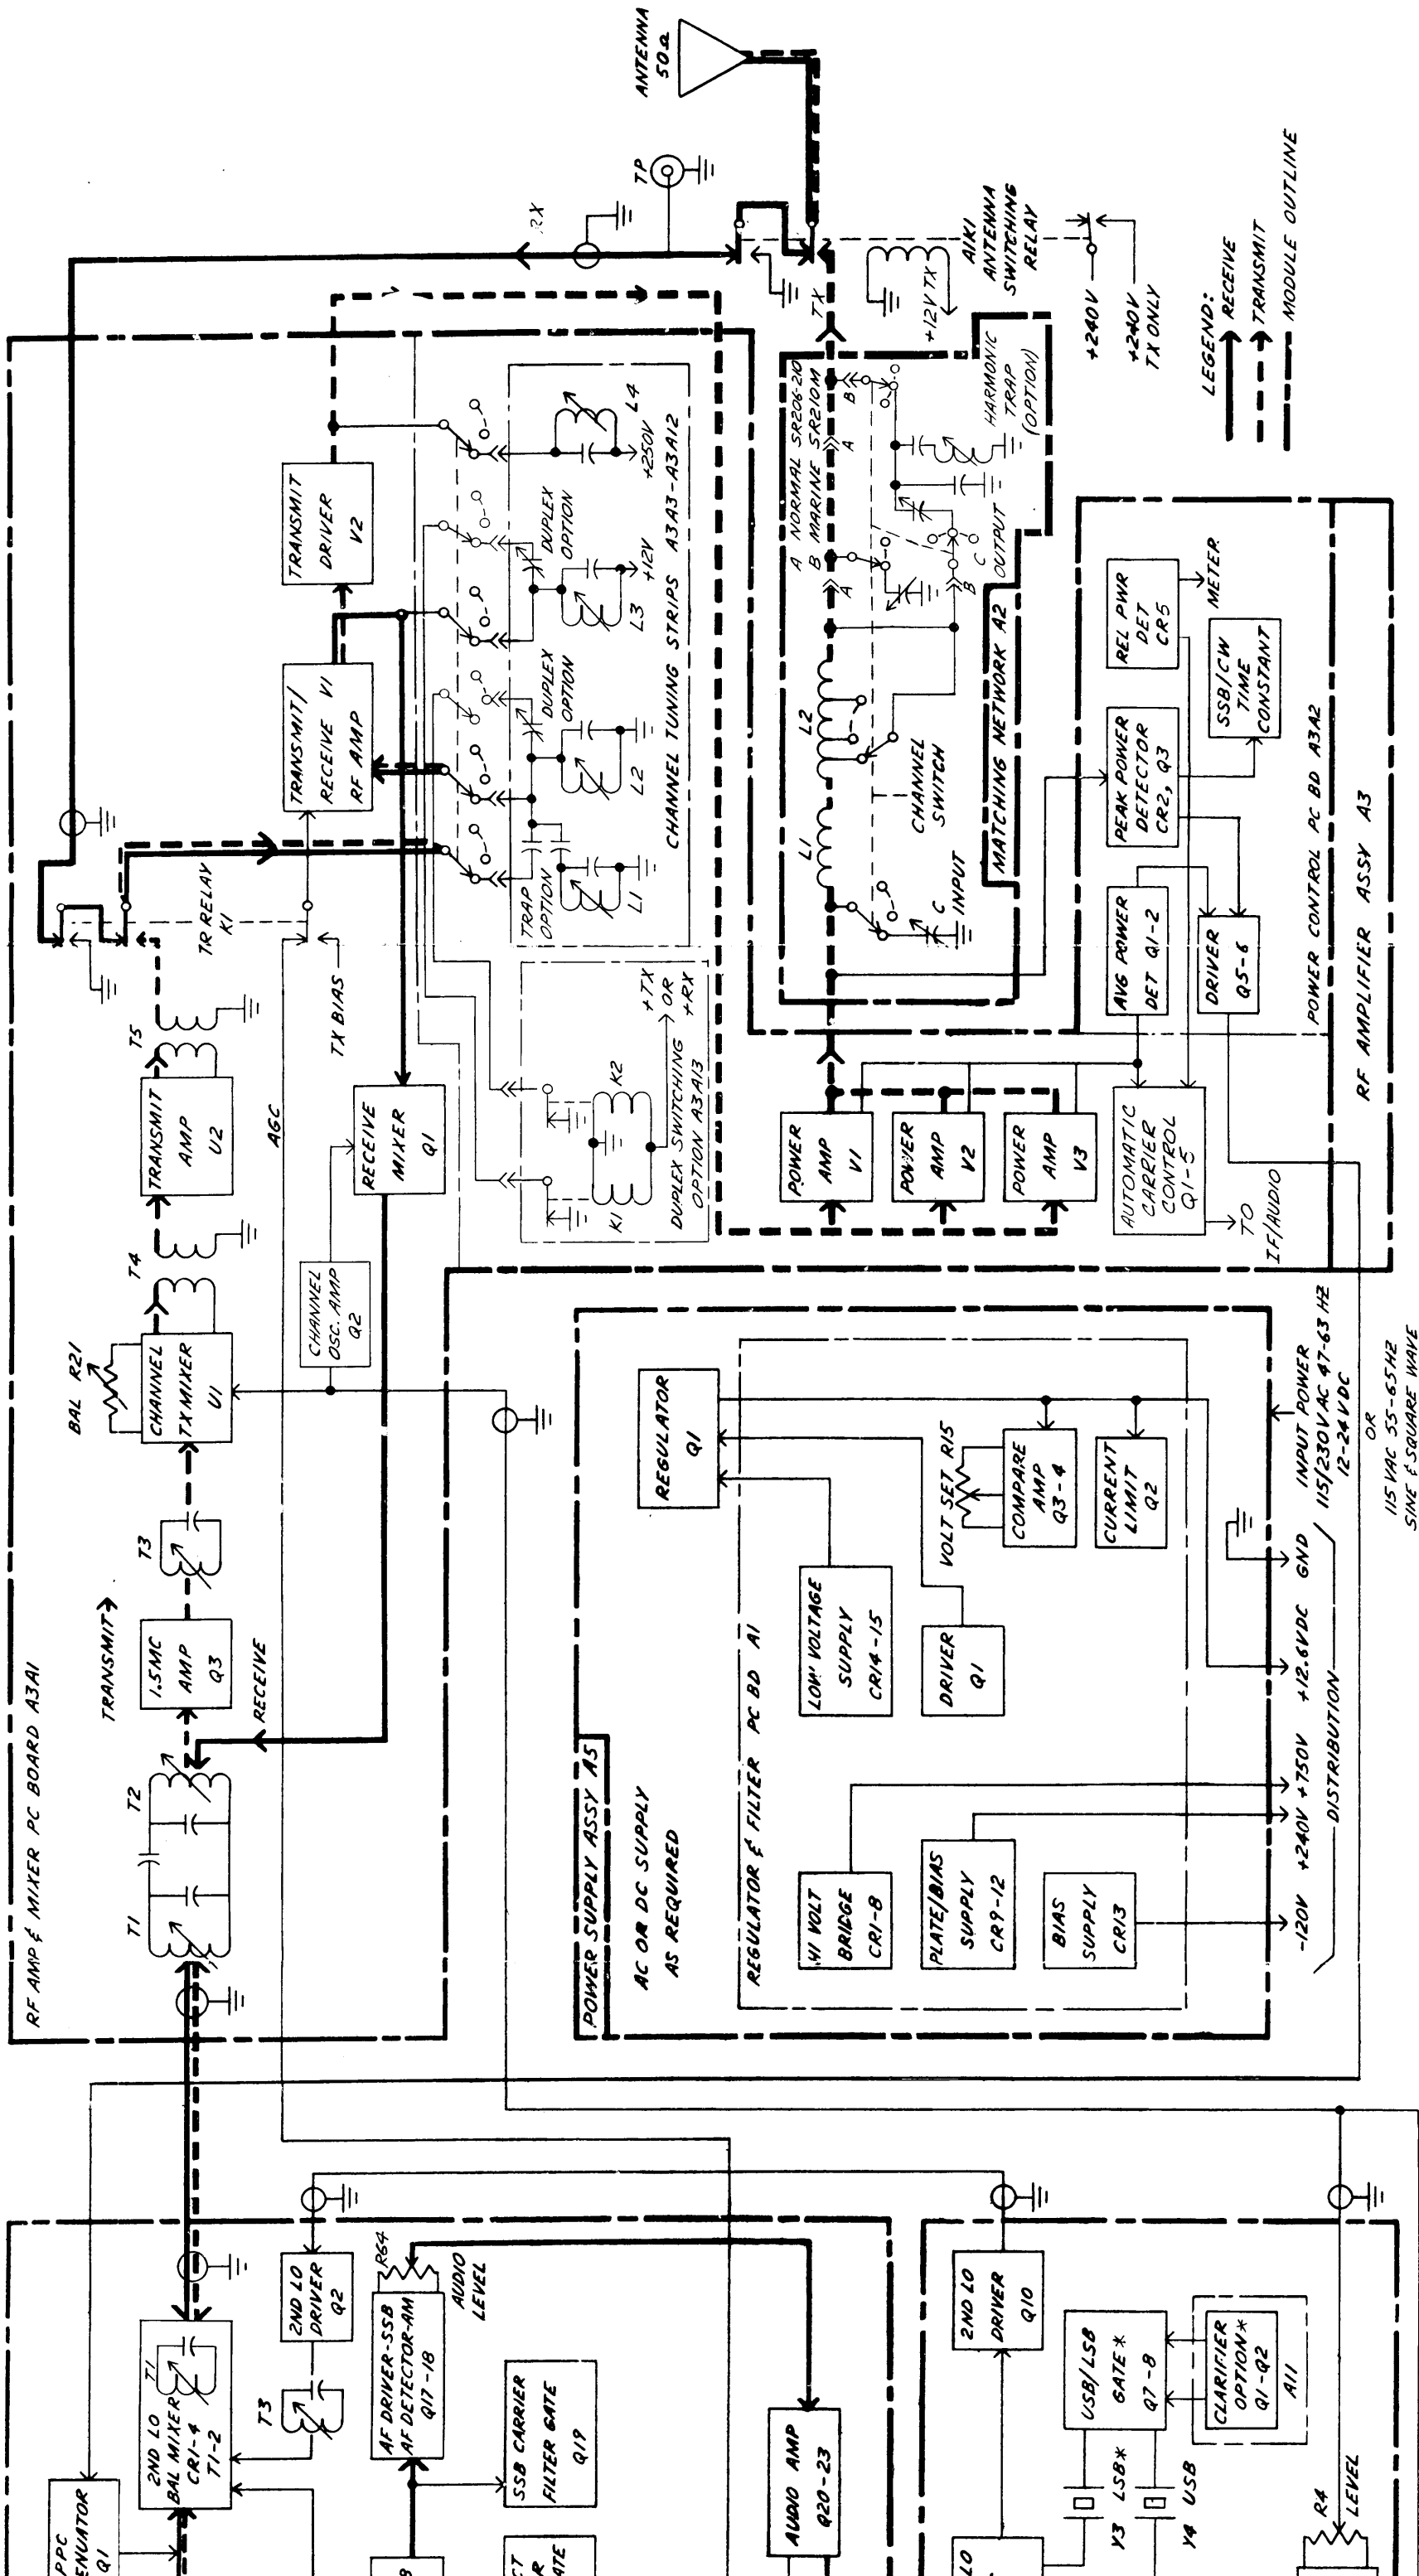 ANTENNA
50Ω
TP
RX
A1K1
ANTENNA
SWITCHING
RELAY
+12V TX
TX
+240V
+240V
TX ONLY
LEGEND:
RECEIVE
TRANSMIT
MODULE OUTLINE
RF AMP & MIXER PC BOARD A3A1
TRANSMIT
DRIVER
V2
TRANSMIT/
RECEIVE V1
RF AMP
TR RELAY
K1
TX BIAS
AGC
T5
TRANSMIT
AMP
U2
T4
BAL R21
CHANNEL
TX MIXER
U1
T3
TRANSMIT
1.5MC
AMP
Q3
T2
T1
RECEIVE
CHANNEL
OSC. AMP
Q2
RECEIVE
MIXER
Q1
L4
+250V
DUPLEX
OPTION
+12V
L3
DUPLEX
OPTION
L2
TRAP
OPTION
L1
CHANNEL TUNING STRIPS A3A3-A3A12
+TX
OR
+RX
K2
K1
DUPLEX SWITCHING
OPTION A3A13
A NORMAL SR206-210
B MARINE SR210M
A
B
A
B
HARMONIC
TRAP
(OPTION)
C
OUTPUT
L2
L1
CHANNEL
SWITCH
C
INPUT
MATCHING NETWORK A2
POWER
AMP
V1
POWER
AMP
V2
POWER
AMP
V3
REL PWR
DET
CR5
METER
PEAK POWER
DETECTOR
CR2, Q3
SSB/CW
TIME
CONSTANT
AVG POWER
DET Q1-2
DRIVER
Q5-6
AUTOMATIC
CARRIER
CONTROL
Q1-5
TO
IF/AUDIO
POWER CONTROL PC BD A3A2
RF AMPLIFIER ASSY A3
POWER SUPPLY ASSY A5
AC OR DC SUPPLY
AS REQUIRED
REGULATOR
Q1
REGULATOR & FILTER PC BD A1
LOW VOLTAGE
SUPPLY
CR14-15
DRIVER
Q1
VOLT SET R15
COMPARE
AMP
Q3-4
CURRENT
LIMIT
Q2
HI VOLT
BRIDGE
CR1-8
PLATE/BIAS
SUPPLY
CR9-12
BIAS
SUPPLY
CR13
-120V +240V +750V +12.6VDC GND
DISTRIBUTION
INPUT POWER
115/230VAC 47-63 HZ
12-24VDC
OR
115 VAC 55-65HZ
SINE & SQUARE WAVE
PPC
Q1
2ND LO
BAL MIXER
CR1-4
T1-2
T1
2ND LO
DRIVER
Q2
T3
R64
AUDIO
LEVEL
AF DRIVER-SSB
AF DETECTOR-AM
Q17-18
SSB CARRIER
FILTER GATE
Q19
AUDIO AMP
Q20-23
2ND LO
DRIVER
Q10
USB/LSB
GATE*
Q7-8
CLARIFIER
OPTION*
Q1-Q2
A11
LO
Y3 LSB*
Y4 USB
R4
LEVEL